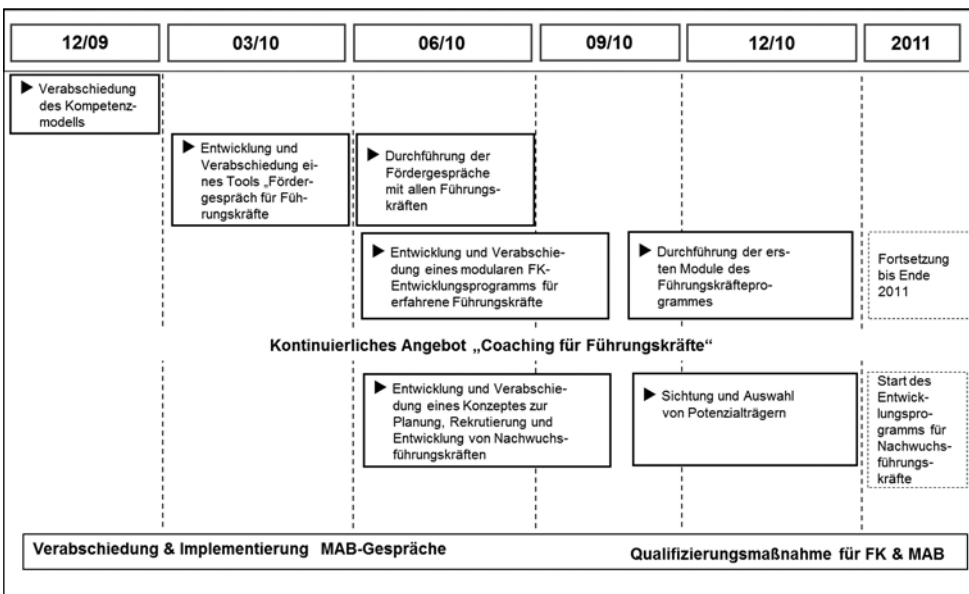 12/09 03/10 06/10 09/10 12/10 2011
► Verabschiedung
des Kompetenz-
modells
► Entwicklung und
Verabschiedung ei-
nes Tools „Förder-
gespräch für Füh-
rungskräfte
► Durchführung der
Fördergespräche
mit allen Führungs-
kräften
► Entwicklung und Verabschie-
dung eines modularen FK-
Entwicklungsprogramms für
erfahrene Führungskräfte
► Durchführung der ers-
ten Module des
Führungskräftepro-
grammes
Fortsetzung
bis Ende
2011
Kontinuierliches Angebot „Coaching für Führungskräfte“
► Entwicklung und Verabschie-
dung eines Konzeptes zur
Planung, Rekrutierung und
Entwicklung von Nachwuchs-
führungskräften
► Sichtung und Auswahl
von Potenzialträgern
Start des
Entwick-
lungspro-
gramms für
Nachwuchs-
führungs-
kräfte
Verabschiedung & Implementierung MAB-Gespräche
Qualifizierungsmaßnahme für FK & MAB